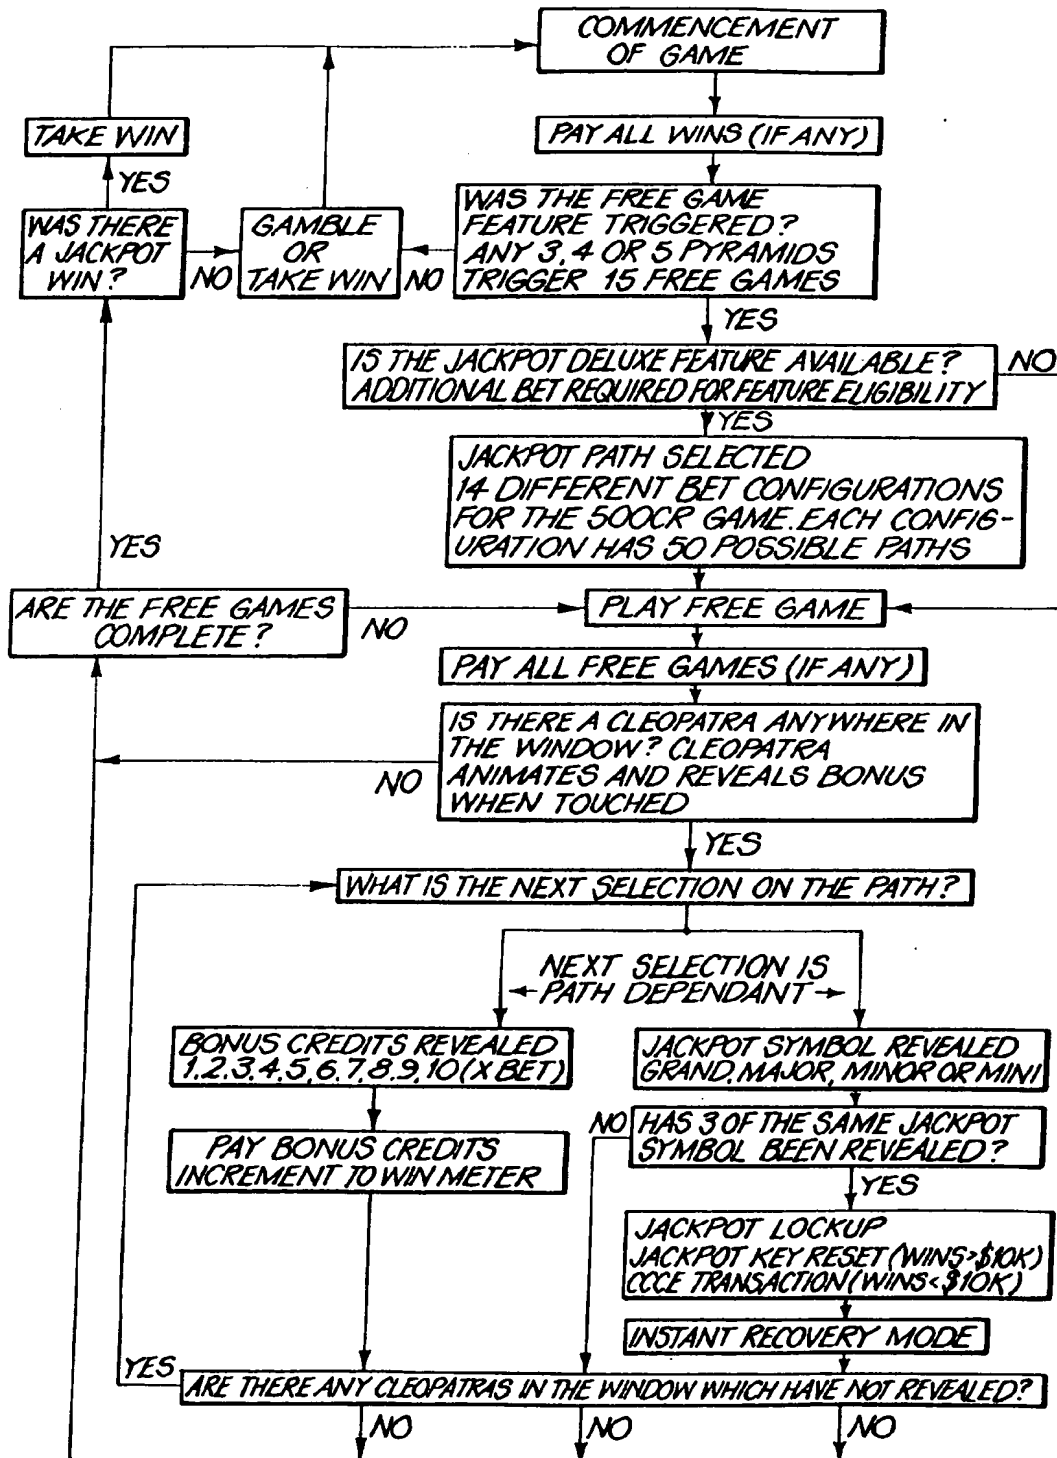 COMMENCEMENT
OF GAME
TAKE WIN
PAY ALL WINS (IF ANY)
YES
WAS THERE
A JACKPOT
WIN?
NO
GAMBLE
OR
TAKE WIN
NO
WAS THE FREE GAME
FEATURE TRIGGERED?
ANY 3, 4 OR 5 PYRAMIDS
TRIGGER 15 FREE GAMES
YES
IS THE JACKPOT DELUXE FEATURE AVAILABLE?
ADDITIONAL BET REQUIRED FOR FEATURE ELIGIBILITY
NO
YES
JACKPOT PATH SELECTED
14 DIFFERENT BET CONFIGURATIONS
FOR THE 500CR GAME. EACH CONFIG-
URATION HAS 50 POSSIBLE PATHS
YES
ARE THE FREE GAMES
COMPLETE?
NO
PLAY FREE GAME
PAY ALL FREE GAMES (IF ANY)
IS THERE A CLEOPATRA ANYWHERE IN
THE WINDOW? CLEOPATRA
ANIMATES AND REVEALS BONUS
WHEN TOUCHED
NO
YES
WHAT IS THE NEXT SELECTION ON THE PATH?
NEXT SELECTION IS
PATH DEPENDANT
BONUS CREDITS REVEALED
1,2,3,4,5,6,7,8,9,10 (X BET)
JACKPOT SYMBOL REVEALED
GRAND, MAJOR, MINOR OR MINI
PAY BONUS CREDITS
INCREMENT TO WIN METER
NO
HAS 3 OF THE SAME JACKPOT
SYMBOL BEEN REVEALED?
YES
JACKPOT LOCKUP
JACKPOT KEY RESET (WINS>$10K)
CCCE TRANSACTION (WINS<$10K)
INSTANT RECOVERY MODE
YES
ARE THERE ANY CLEOPATRAS IN THE WINDOW WHICH HAVE NOT REVEALED?
NO
NO
NO